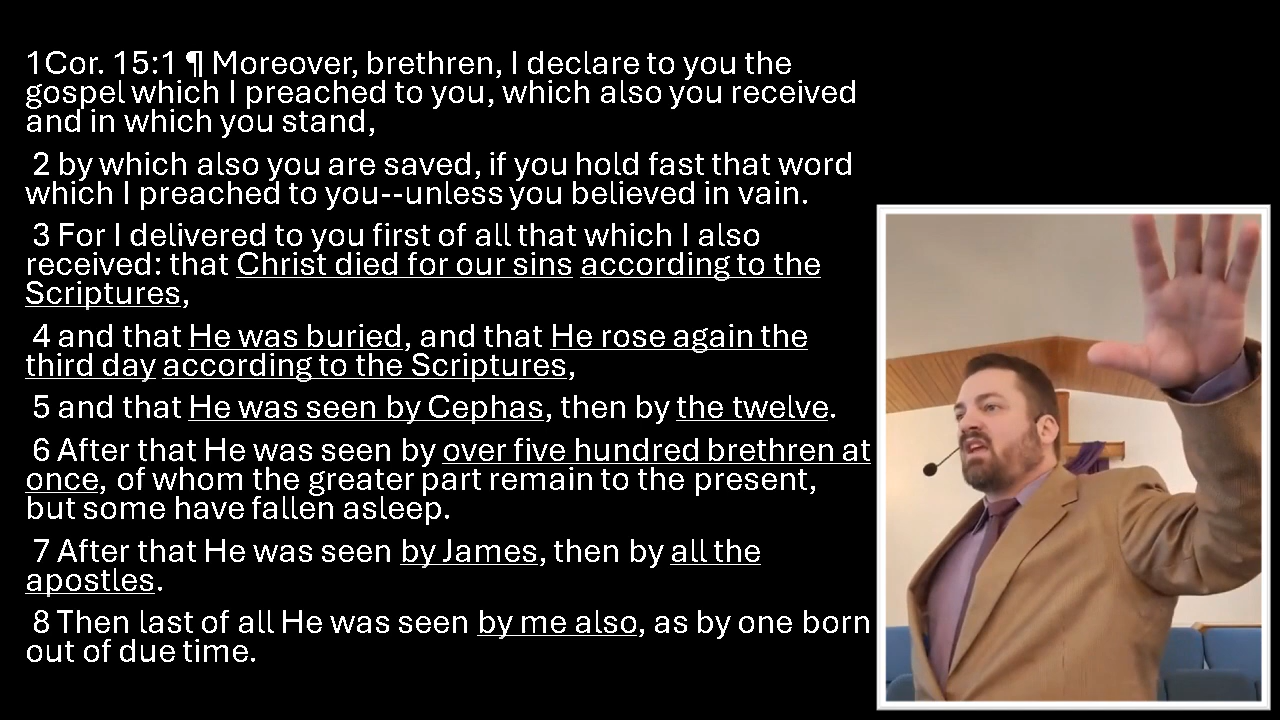 1Cor. 15:1 ¶ Moreover, brethren, I declare to you the
gospel which I preached to you, which also you received
and in which you stand,
2 by which also you are saved, if you hold fast that word
which I preached to you--unless you believed in vain.
3 For I delivered to you first of all that which I also
received: that Christ died for our sins according to the
Scriptures,
4 and that He was buried, and that He rose again the
third day according to the Scriptures,
5 and that He was seen by Cephas, then by the twelve.
6 After that He was seen by over five hundred brethren at
once, of whom the greater part remain to the present,
but some have fallen asleep.
7 After that He was seen by James, then by all the
apostles.
8 Then last of all He was seen by me also, as by one born
out of due time.